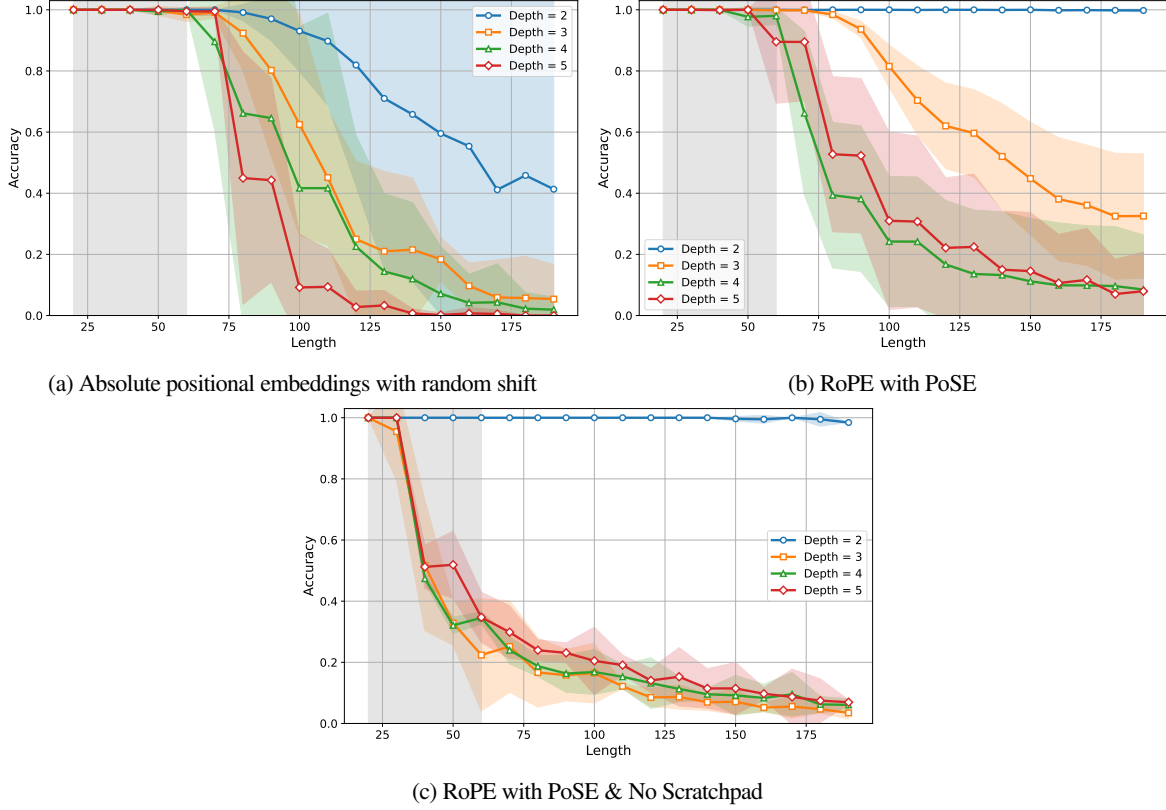 1.0
0.8
0.6
0.4
0.2
0.0
Accuracy
25 50 75 100 125 150 175
Length
Depth = 2
Depth = 3
Depth = 4
Depth = 5
(a) Absolute positional embeddings with random shift
1.0
0.8
0.6
0.4
0.2
0.0
Accuracy
25 50 75 100 125 150 175
Length
Depth = 2
Depth = 3
Depth = 4
Depth = 5
(b) RoPE with PoSE
1.0
0.8
0.6
0.4
0.2
0.0
Accuracy
25 50 75 100 125 150 175
Length
Depth = 2
Depth = 3
Depth = 4
Depth = 5
(c) RoPE with PoSE & No Scratchpad